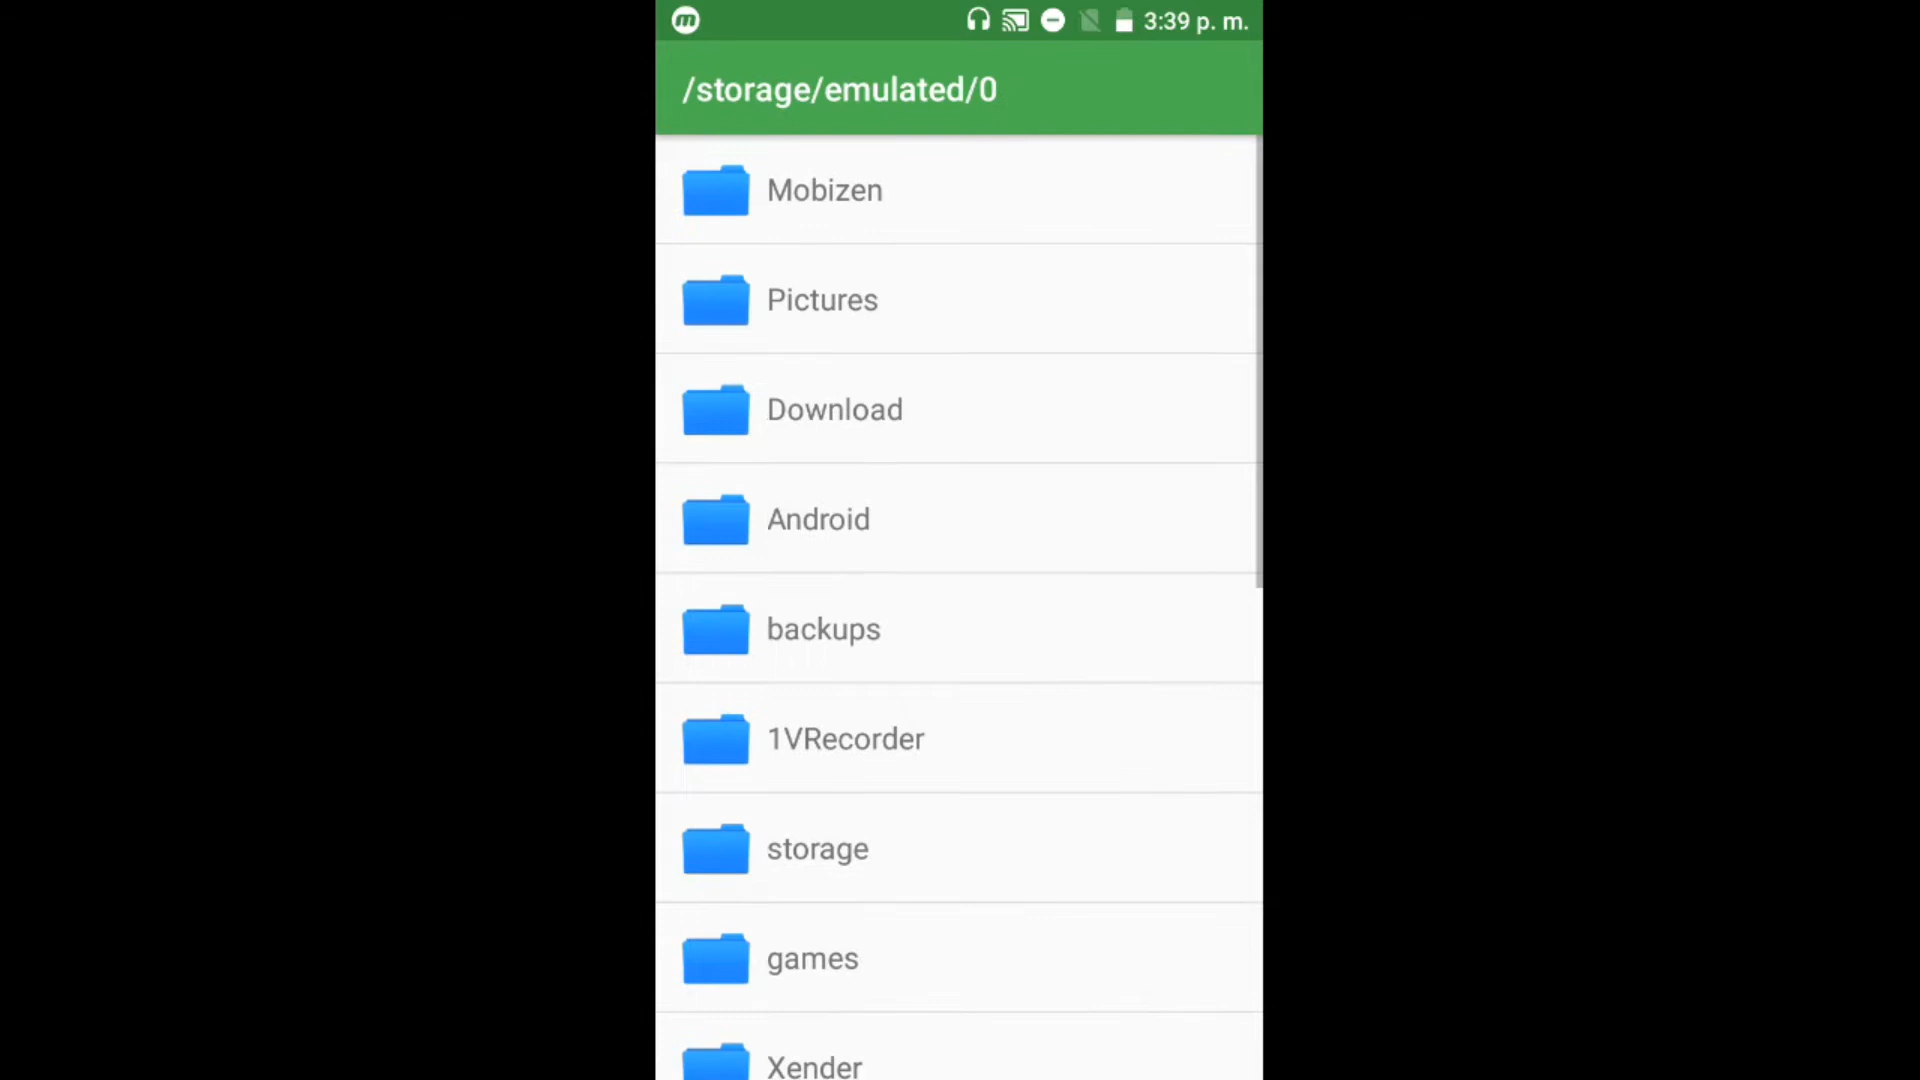 3:39 p. m.
/storage/emulated/0
Mobizen
Pictures
Download
Android
backups
1VRecorder
storage
games
Xender